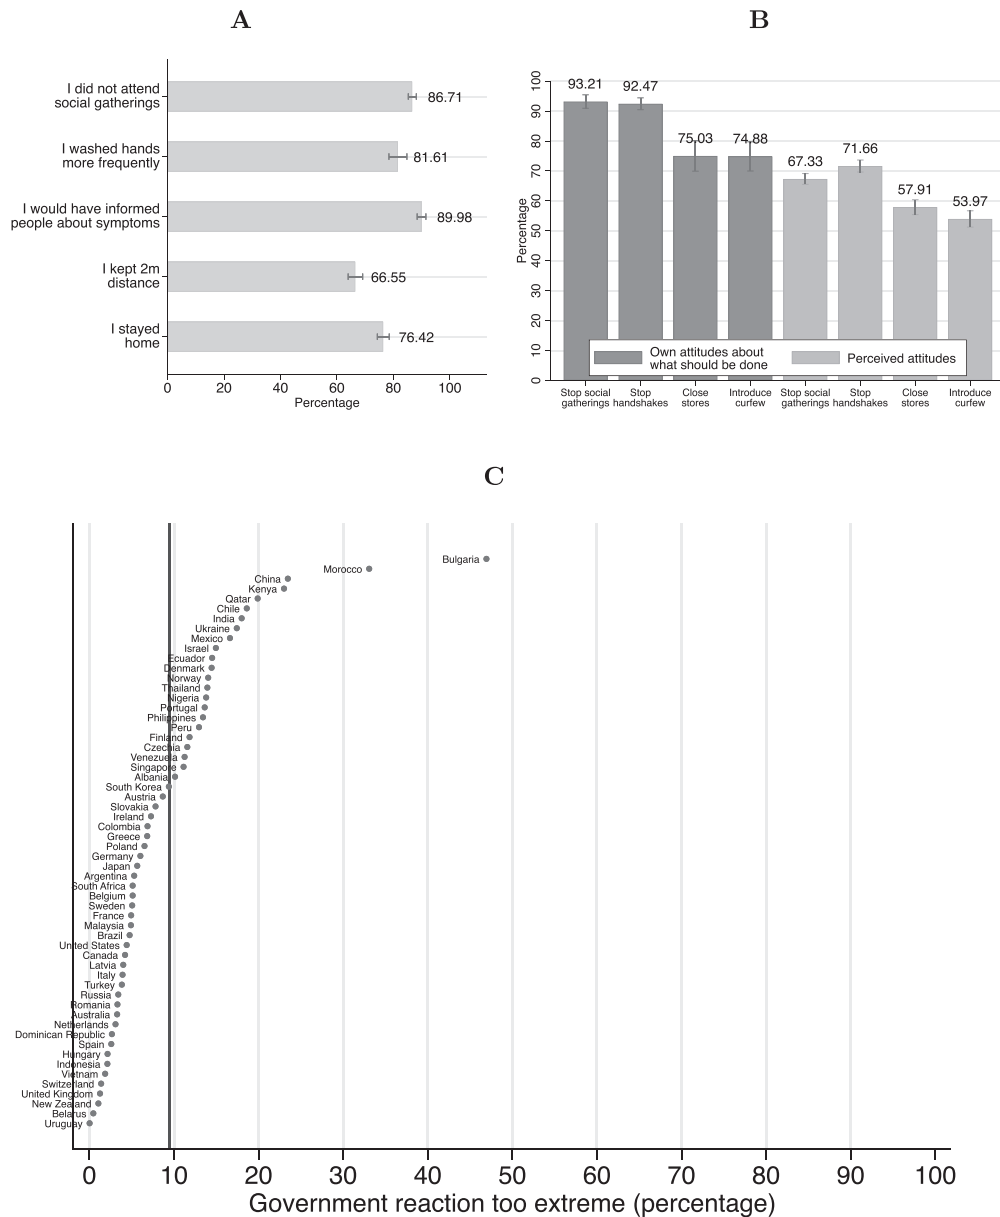 A
I did not attend
social gatherings
86.71
I washed hands
more frequently
81.61
I would have informed
people about symptoms
89.98
I kept 2m
distance
66.55
I stayed
home
76.42
0 20 40 60 80 100
Percentage
B
Percentage
100
90
80
70
60
50
40
30
20
10
0
93.21 92.47 75.03 74.88 67.33 71.66 57.91 53.97
Own attitudes about
what should be done
Perceived attitudes
Stop social
gatherings
Stop
handshakes
Close
stores
Introduce
curfew
Stop social
gatherings
Stop
handshakes
Close
stores
Introduce
curfew
C
Bulgaria
Morocco
China
Kenya
Qatar
Chile
India
Ukraine
Mexico
Israel
Ecuador
Denmark
Norway
Thailand
Nigeria
Portugal
Philippines
Peru
Finland
Czechia
Venezuela
Singapore
Albania
South Korea
Austria
Slovakia
Ireland
Colombia
Greece
Poland
Germany
Japan
Argentina
South Africa
Belgium
Sweden
France
Malaysia
Brazil
United States
Canada
Latvia
Italy
Turkey
Russia
Romania
Australia
Netherlands
Dominican Republic
Spain
Hungary
Indonesia
Vietnam
Switzerland
United Kingdom
New Zealand
Belarus
Uruguay
0 10 20 30 40 50 60 70 80 90 100
Government reaction too extreme (percentage)